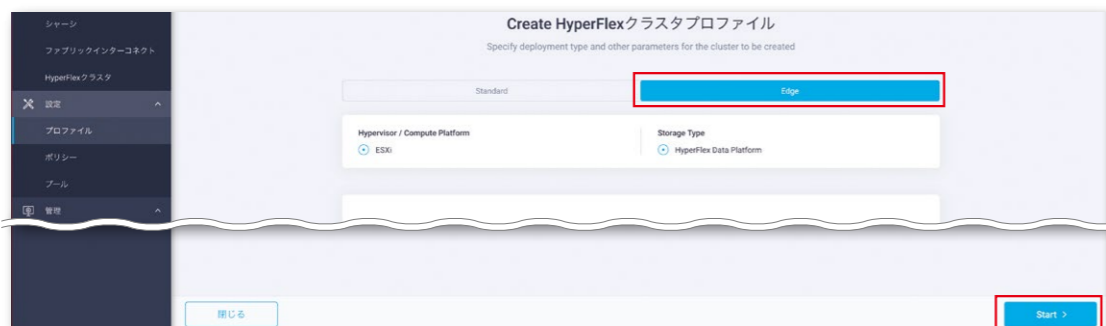 シャーシ
ファブリックインターコネクト
HyperFlexクラスタ
設定
プロファイル
ポリシー
プール
管理
Create HyperFlexクラスタプロファイル
Specify deployment type and other parameters for the cluster to be created
Standard
Edge
Hypervisor / Compute Platform
ESXi
Storage Type
HyperFlex Data Platform
閉じる
Start >